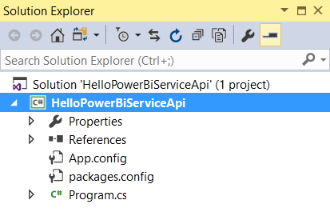 Solution Explorer
Search Solution Explorer (Ctrl+;)
Solution 'HelloPowerBiServiceApi' (1 project)
C# HelloPowerBiServiceApi
Properties
References
App.config
packages.config
C# Program.cs